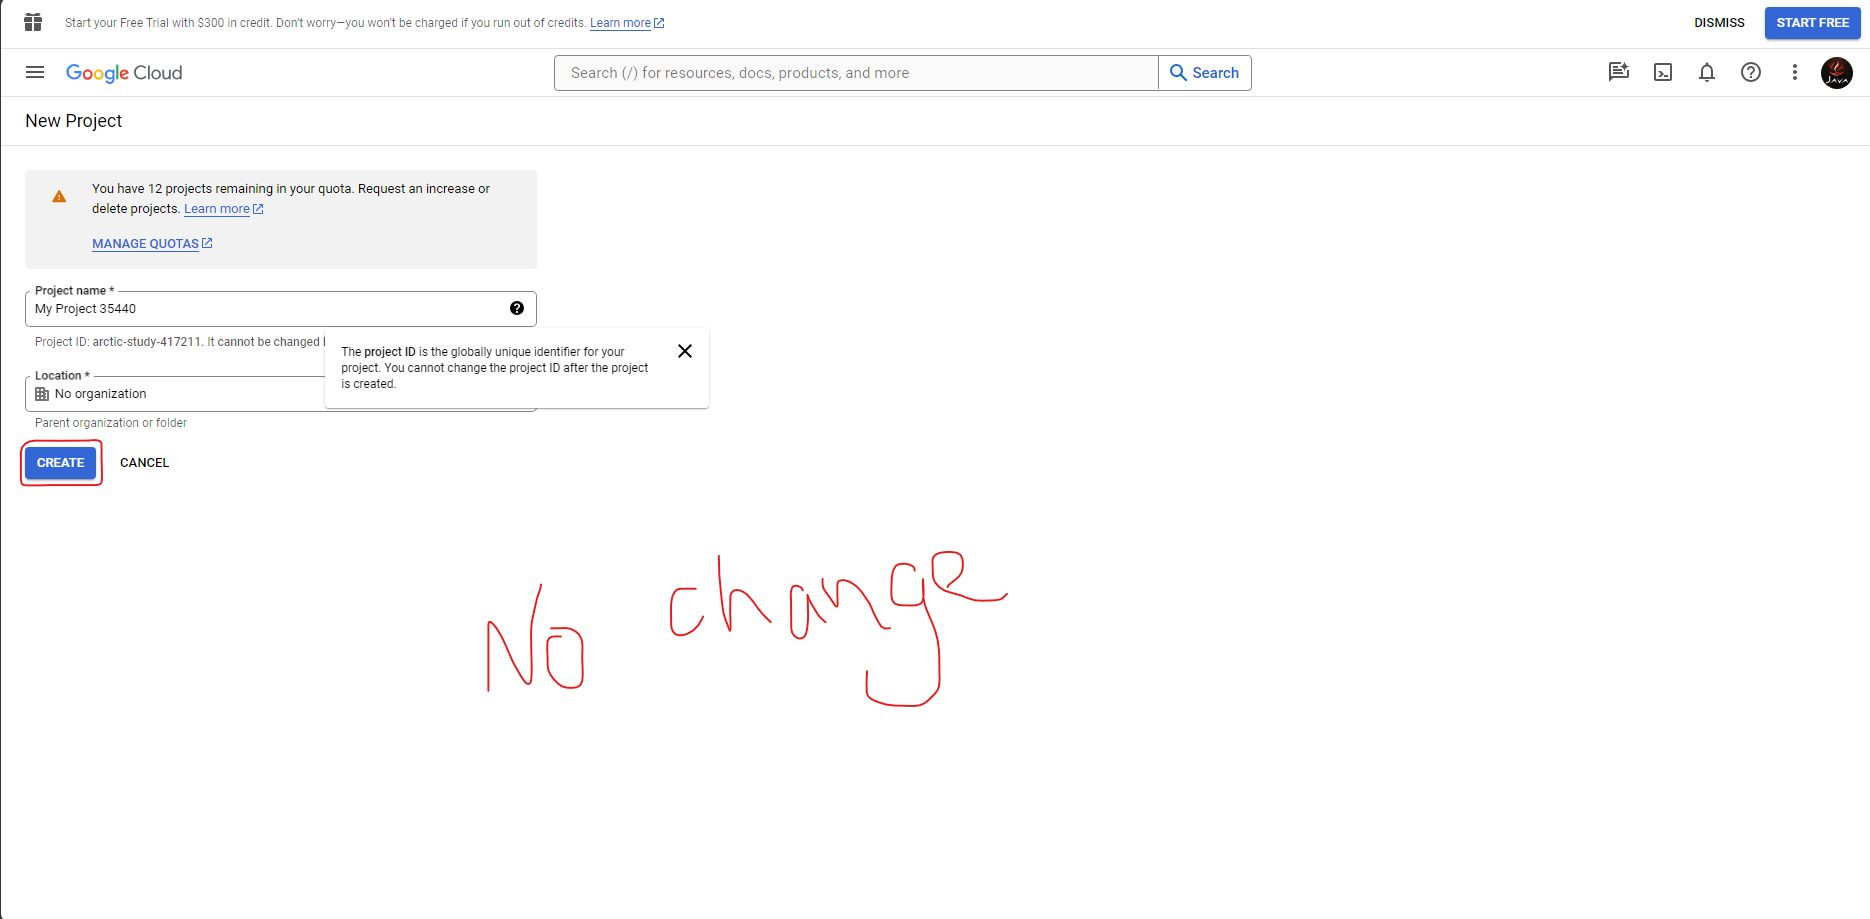 Start your Free Trial with $300 in credit. Don't worry—you won't be charged if you run out of credits. Learn more
DISMISS
START FREE
Google Cloud
Search (/) for resources, docs, products, and more
Search
JAVA
New Project
You have 12 projects remaining in your quota. Request an increase or
delete projects. Learn more
MANAGE QUOTAS
Project name *
My Project 35440
Project ID: arctic-study-417211. It cannot be changed
The project ID is the globally unique identifier for your
project. You cannot change the project ID after the project
is created.
Location *
No organization
Parent organization or folder
CREATE
CANCEL
No change